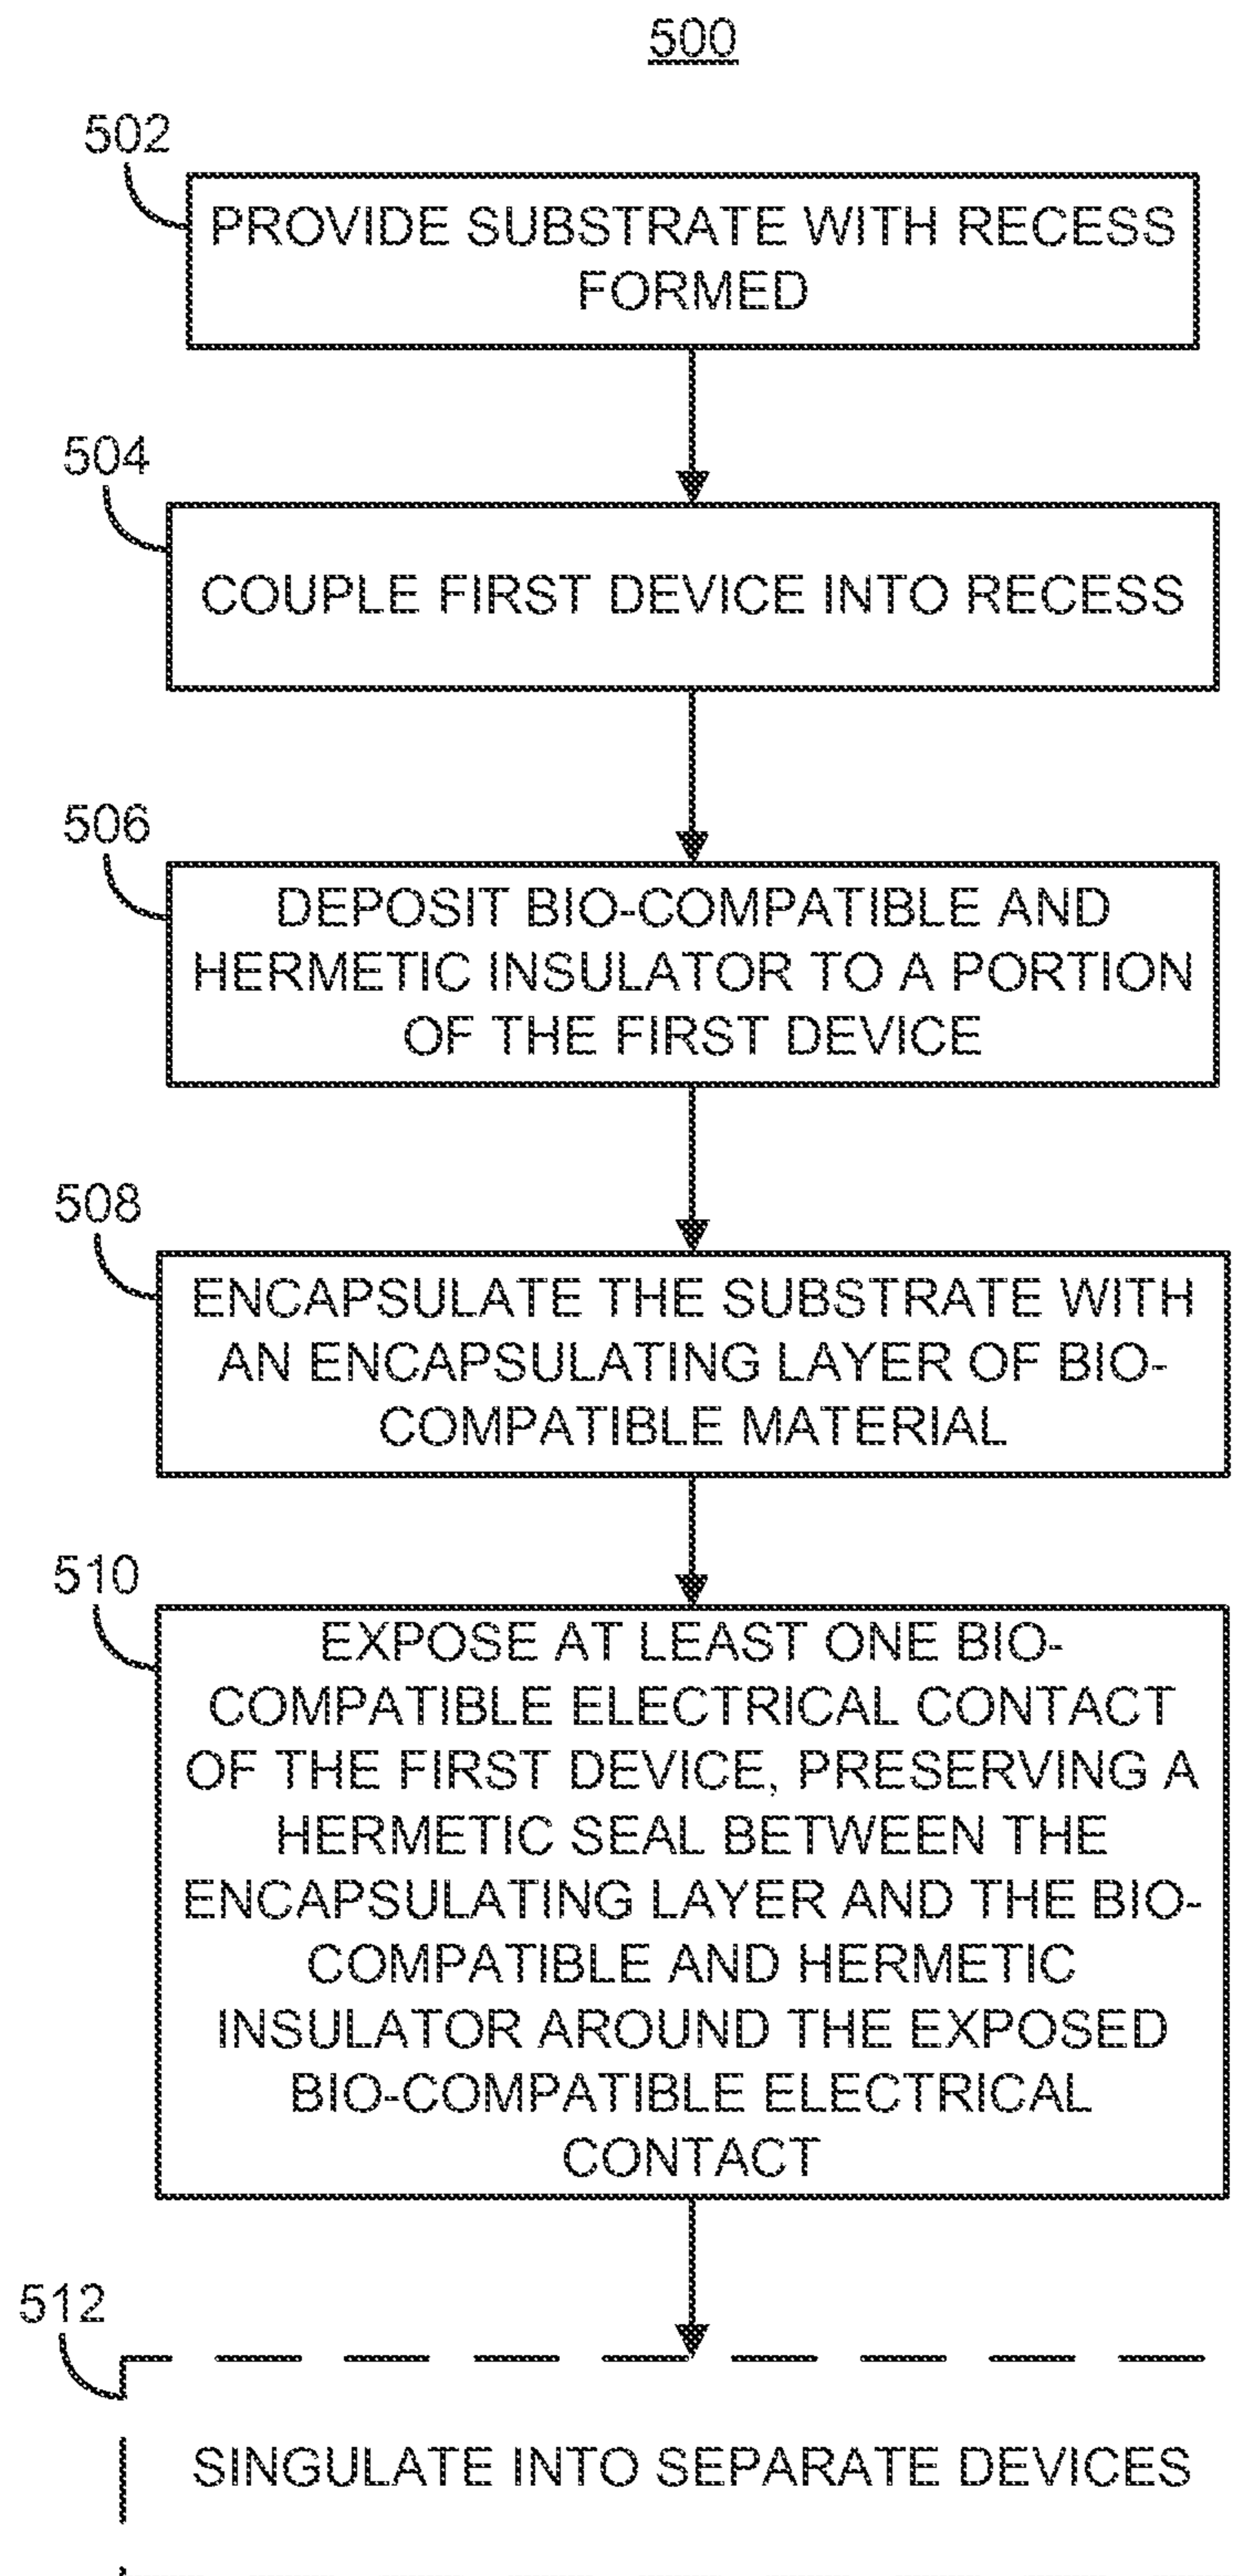 500
502
PROVIDE SUBSTRATE WITH RECESS
FORMED
504
COUPLE FIRST DEVICE INTO RECESS
506
DEPOSIT BIO-COMPATIBLE AND
HERMETIC INSULATOR TO A PORTION
OF THE FIRST DEVICE
508
ENCAPSULATE THE SUBSTRATE WITH
AN ENCAPSULATING LAYER OF BIO-
COMPATIBLE MATERIAL
510
EXPOSE AT LEAST ONE BIO-
COMPATIBLE ELECTRICAL CONTACT
OF THE FIRST DEVICE, PRESERVING A
HERMETIC SEAL BETWEEN THE
ENCAPSULATING LAYER AND THE BIO-
COMPATIBLE AND HERMETIC
INSULATOR AROUND THE EXPOSED
BIO-COMPATIBLE ELECTRICAL
CONTACT
512
SINGULATE INTO SEPARATE DEVICES